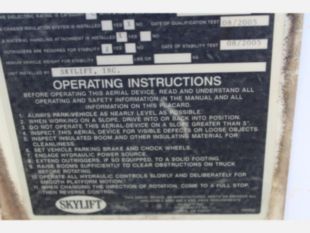 DATE OF QUALIFICATION TEST 08/2005
DATE OF STABILITY TEST 08/2005
UNIT INSTALLED BY SKYLIFT, INC.
OPERATING INSTRUCTIONS
BEFORE OPERATING THIS AERIAL DEVICE, READ AND UNDERSTAND ALL
OPERATING AND SAFETY INFORMATION IN THE MANUAL AND ALL
INFORMATION ON THIS PLACARD.
1. ALWAYS PARK VEHICLE AS NEARLY LEVEL AS POSSIBLE.
2. WHEN WORKING ON A SLOPE, DRIVE INTO OR BACK INTO POSITION
3. DO NOT OPERATE THIS AERIAL DEVICE ON A SLOPE GREATER THAN 5°.
4. INSPECT THIS AERIAL DEVICE FOR VISIBLE DEFECTS OR LOOSE OBJECTS
5. INSPECT INSULATED BOOM AND OTHER INSULATING MATERIAL FOR
CLEANLINESS.
6. SET VEHICLE PARKING BRAKE AND CHOCK WHEELS.
7. ENGAGE HYDRAULIC POWER SOURCE.
8. EXTEND OUTRIGGERS, IF SO EQUIPPED, TO A SOLID FOOTING.
9. RAISE BOOMS SUFFICIENTLY TO CLEAR OBSTRUCTIONS ON TRUCK
BEFORE ROTATING.
10. OPERATE ALL HYDRAULIC CONTROLS SLOWLY AND DELIBERATELY FOR
SMOOTH PLATFORM MOTION.
11. WHEN CHANGING THE DIRECTION OF ROTATION, COME TO A FULL STOP,
THEN REVERSE CONTROL.
SKYLIFT